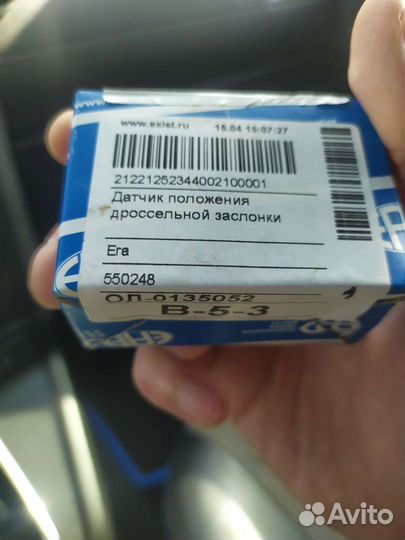 www.exist.ru 15.04 15:07:27
21221252344002100001
Датчик положения
дроссельной заслонки
Era
550248
ОЛ-0135052
B-5-3
Avito